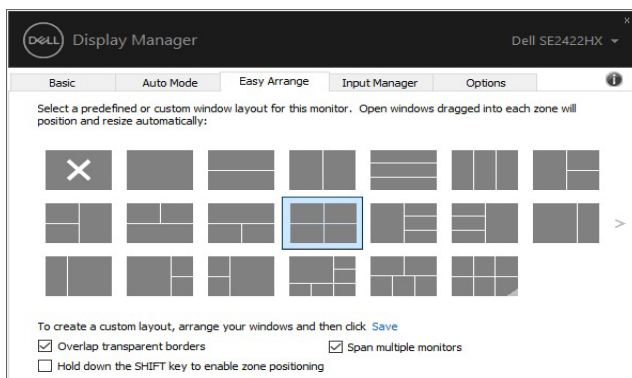 DELL Display Manager
Dell SE2422HX
Basic Auto Mode Easy Arrange Input Manager Options
Select a predefined or custom window layout for this monitor. Open windows dragged into each zone will
position and resize automatically:
To create a custom layout, arrange your windows and then click Save
Overlap transparent borders
Span multiple monitors
Hold down the SHIFT key to enable zone positioning